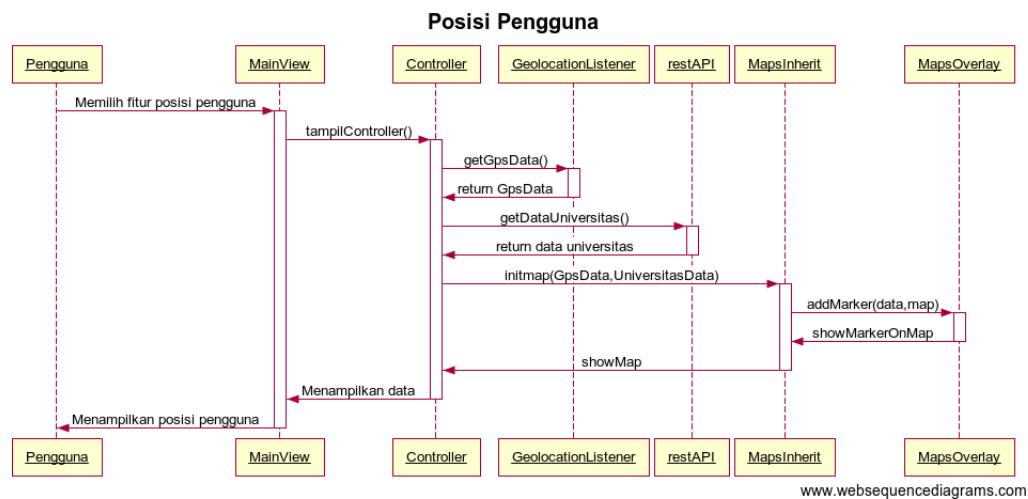 Posisi Pengguna
Pengguna
MainView
Controller
GeolocationListener
restAPI
MapsInherit
MapsOverlay
Memilih fitur posisi pengguna
tampilController()
getGpsData()
return GpsData
getDataUniversitas()
return data universitas
initmap(GpsData,UniversitasData)
addMarker(data,map)
showMarkerOnMap
showMap
Menampilkan data
Menampilkan posisi pengguna
Pengguna
MainView
Controller
GeolocationListener
restAPI
MapsInherit
MapsOverlay
www.websequencediagrams.com